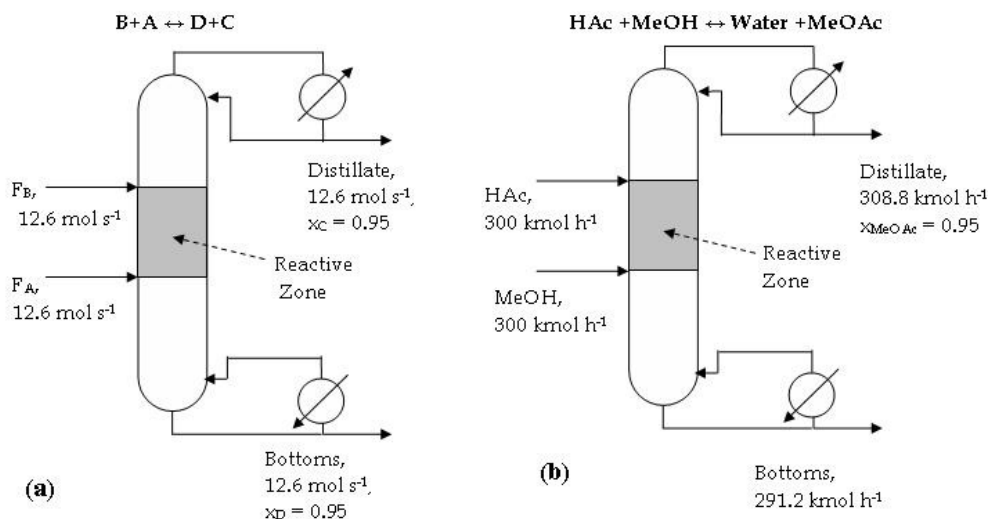 B+A ↔ D+C
F_B,
12.6 mol s⁻¹
F_A,
12.6 mol s⁻¹
Distillate,
12.6 mol s⁻¹,
x_C = 0.95
Reactive
Zone
Bottoms,
12.6 mol s⁻¹,
x_D = 0.95
(a)
HAc +MeOH ↔ Water +MeOAc
HAc,
300 kmol h⁻¹
MeOH,
300 kmol h⁻¹
Distillate,
308.8 kmol h⁻¹
x_MeOAc = 0.95
Reactive
Zone
Bottoms,
291.2 kmol h⁻¹
(b)